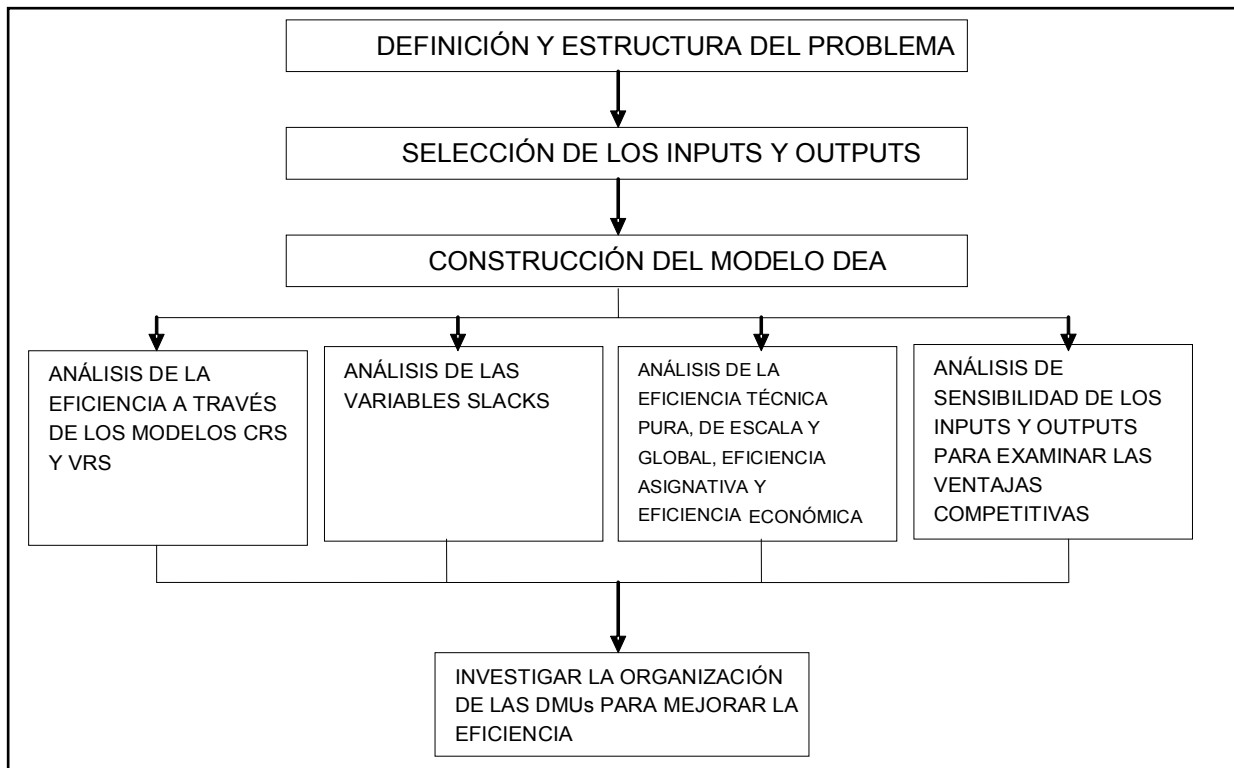 DEFINICIÓN Y ESTRUCTURA DEL PROBLEMA
SELECCIÓN DE LOS INPUTS Y OUTPUTS
CONSTRUCCIÓN DEL MODELO DEA
ANÁLISIS DE LA
EFICIENCIA A TRAVÉS
DE LOS MODELOS CRS
Y VRS
ANÁLISIS DE LAS
VARIABLES SLACKS
ANÁLISIS DE LA
EFICIENCIA TÉCNICA
PURA, DE ESCALA Y
GLOBAL, EFICIENCIA
ASIGNATIVA Y
EFICIENCIA ECONÓMICA
ANÁLISIS DE
SENSIBILIDAD DE LOS
INPUTS Y OUTPUTS
PARA EXAMINAR LAS
VENTAJAS
COMPETITIVAS
INVESTIGAR LA ORGANIZACIÓN
DE LAS DMUs PARA MEJORAR LA
EFICIENCIA